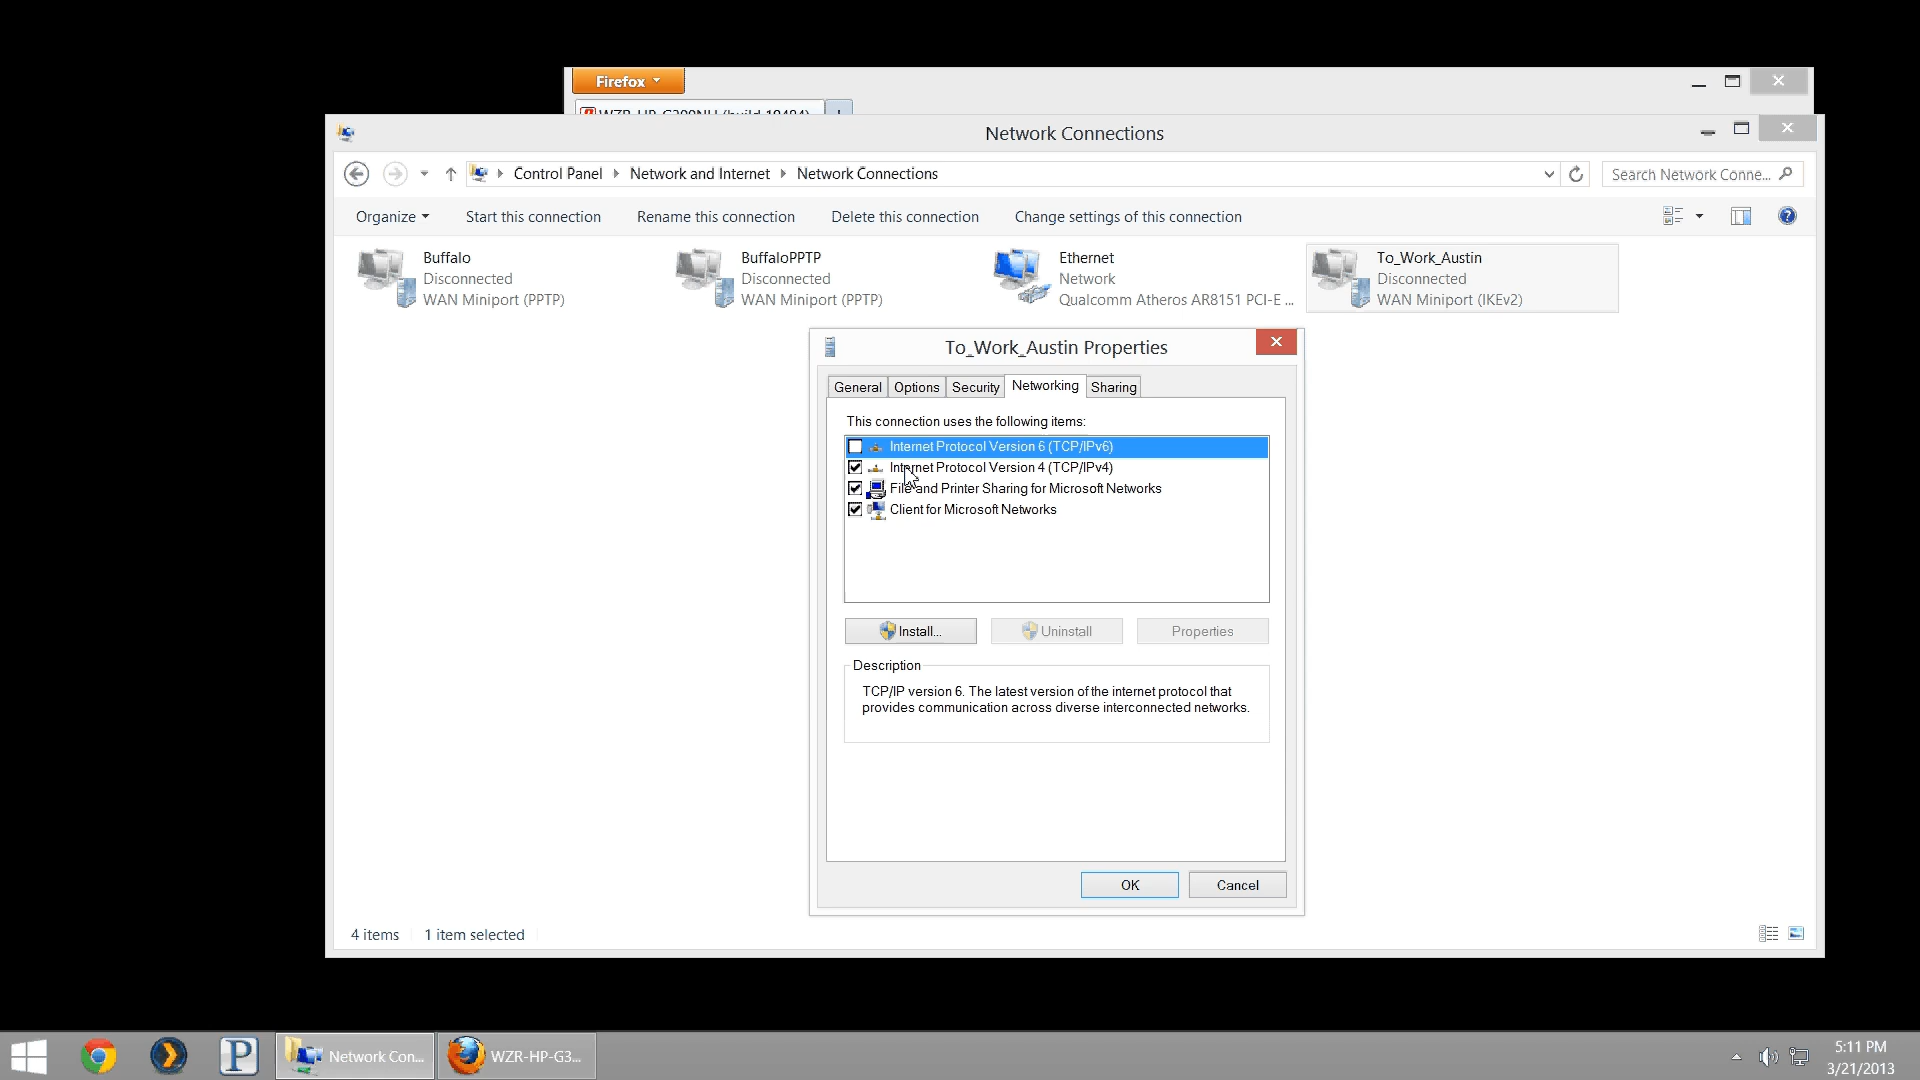 Firefox
WZR-HP-G300NH (build 19484)
Network Connections
Control Panel Network and Internet Network Connections
Search Network Conne...
Organize Start this connection Rename this connection Delete this connection Change settings of this connection
Buffalo
Disconnected
WAN Miniport (PPTP)
BuffaloPPTP
Disconnected
WAN Miniport (PPTP)
Ethernet
Network
Qualcomm Atheros AR8151 PCI-E ...
To_Work_Austin
Disconnected
WAN Miniport (IKEv2)
To_Work_Austin Properties
General Options Security Networking Sharing
This connection uses the following items:
Internet Protocol Version 6 (TCP/IPv6)
Internet Protocol Version 4 (TCP/IPv4)
File and Printer Sharing for Microsoft Networks
Client for Microsoft Networks
Install... Uninstall Properties
Description
TCP/IP version 6. The latest version of the internet protocol that
provides communication across diverse interconnected networks.
OK Cancel
4 items 1 item selected
P
Network Con...
WZR-HP-G3...
5:11 PM
3/21/2013